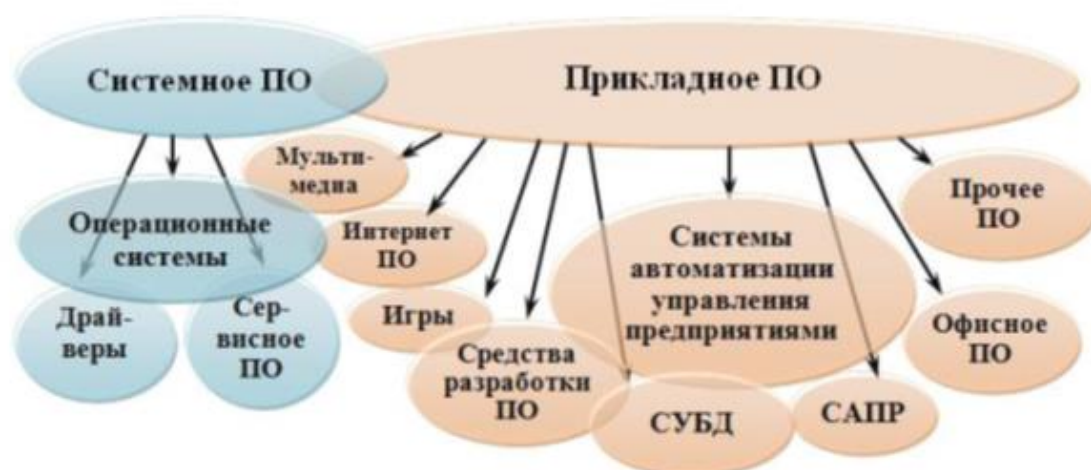 Системное ПО
Прикладное ПО
Мульти-
медиа
Операционные
системы
Драй-
веры
Сер-
висное
ПО
Интернет
ПО
Игры
Средства
разработки
ПО
СУБД
Системы
автоматизации
управления
предприятиями
САПР
Прочее
ПО
Офисное
ПО